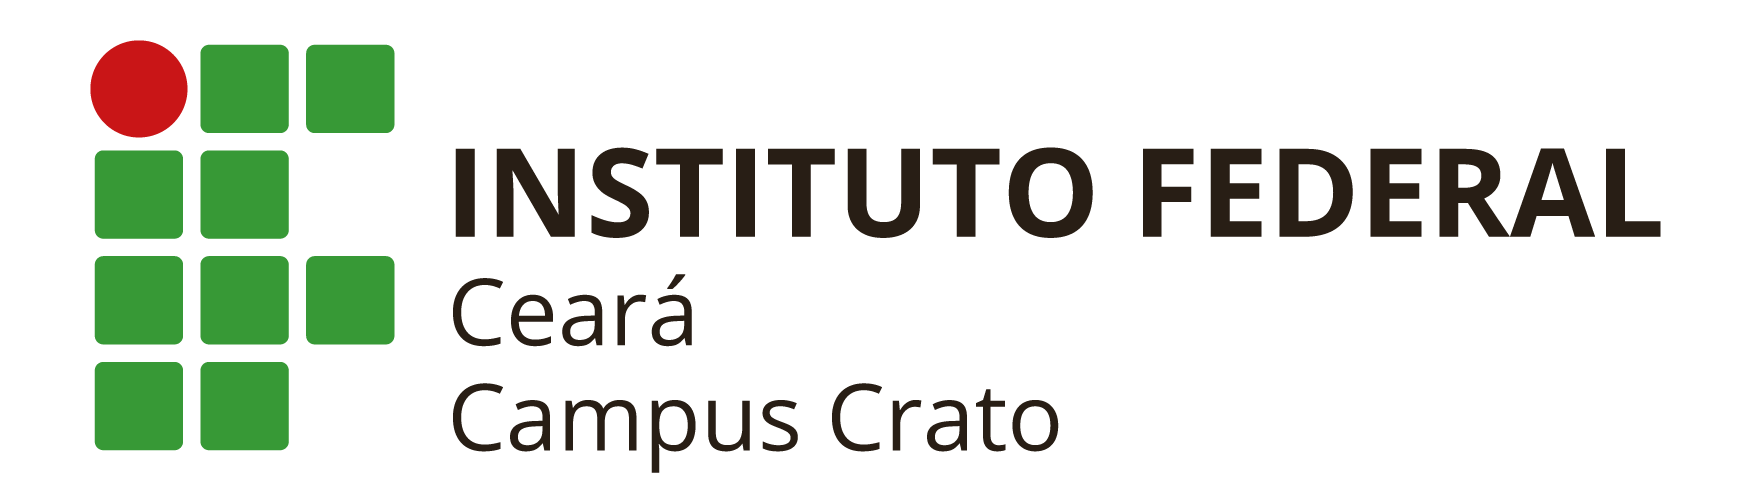 INSTITUTO FEDERAL
Ceará
Campus Crato